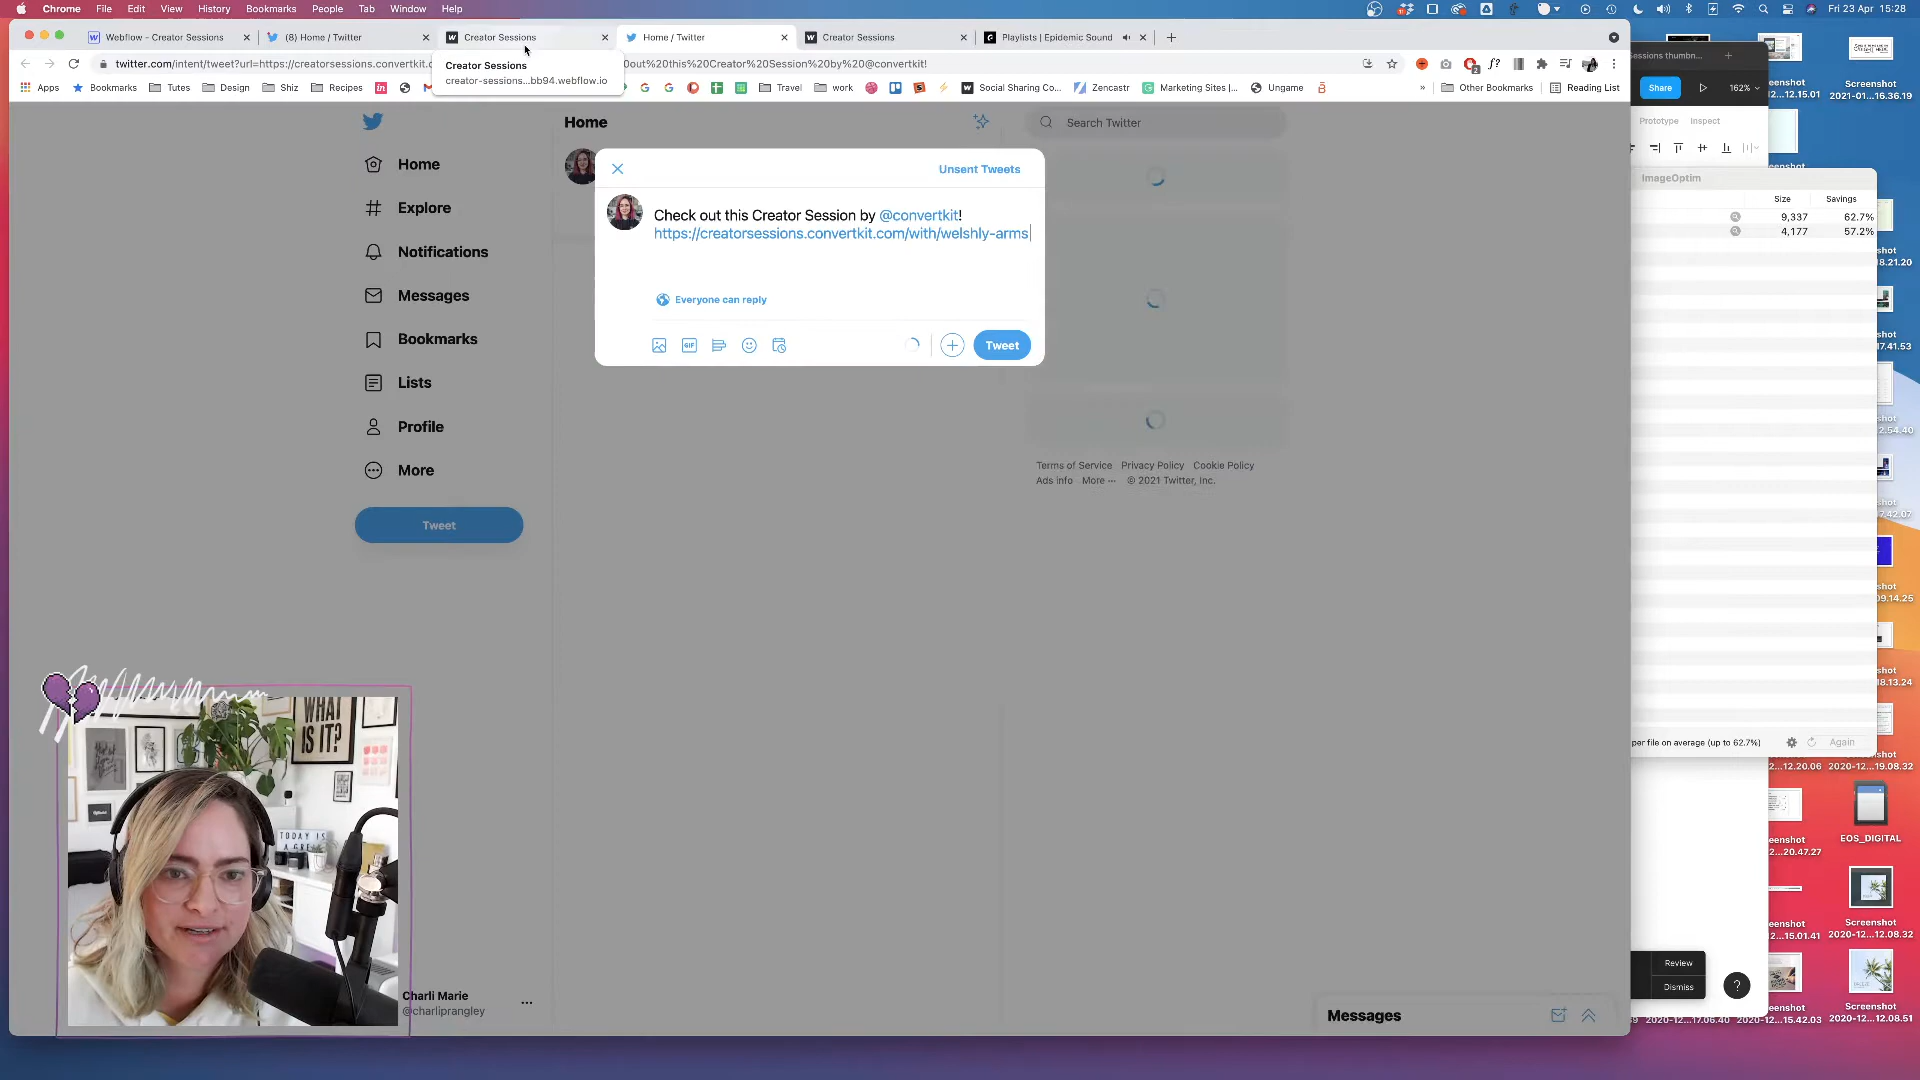 Chrome File Edit View History Bookmarks People Tab Window Help
Fri 23 Apr 15:28
Webflow - Creator Sessions
(8) Home / Twitter
Creator Sessions
Home / Twitter
Creator Sessions
Playlists | Epidemic Sound
twitter.com/intent/tweet?url=https://creatorsessions.convertkit.c
out%20this%20Creator%20Session%20by%20@convertkit!
Creator Sessions
creator-sessions...bb94.webflow.io
Apps Bookmarks Tutes Design Shiz Recipes
Travel work Social Sharing Co... Zencastr Marketing Sites |... Ungame » Other Bookmarks Reading List
Home
Search Twitter
Home
Explore
Notifications
Messages
Bookmarks
Lists
Profile
More
Tweet
Unsent Tweets
Check out this Creator Session by @convertkit!
https://creatorsessions.convertkit.com/with/welshly-arms
Everyone can reply
GIF
Tweet
Terms of Service Privacy Policy Cookie Policy
Ads info More ··· © 2021 Twitter, Inc.
Messages
Charli Marie
@charliprangley
WHAT
IS IT?
TODAY IS
A GRE
Sessions thumbn...
Share
162%
Prototype Inspect
ImageOptim
Size Savings
9,337 62.7%
4,177 57.2%
per file on average (up to 62.7%)
Again
Review
Dismiss
?
Screenshot
2021-01...16.36.19
EOS_DIGITAL
Screenshot
2020-12...12.08.32
Screenshot
2020-12...12.08.51